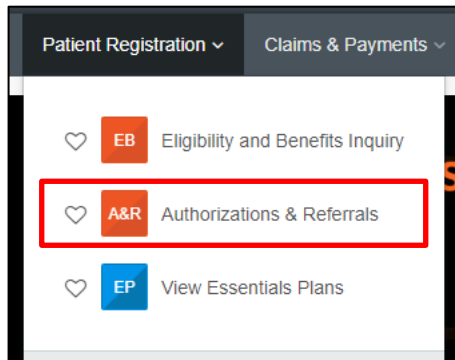 Patient Registration Claims & Payments
EB Eligibility and Benefits Inquiry
A&R Authorizations & Referrals
EP View Essentials Plans